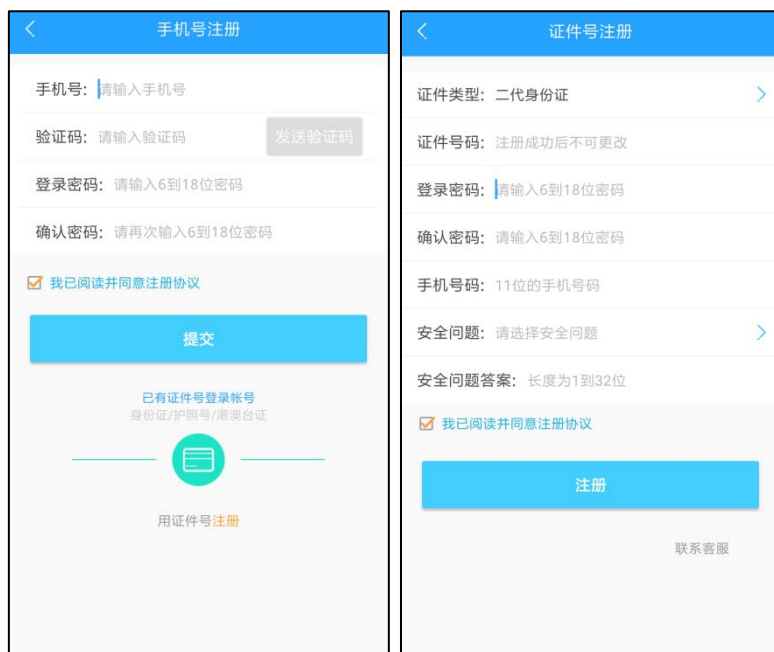 手机号注册
手机号: 请输入手机号
验证码: 请输入验证码 发送验证码
登录密码: 请输入6到18位密码
确认密码: 请再次输入6到18位密码
我已阅读并同意注册协议
提交
已有证件号登录帐号
身份证/护照号/港澳台证
用证件号注册
证件号注册
证件类型: 二代身份证
证件号码: 注册成功后不可更改
登录密码: 请输入6到18位密码
确认密码: 请输入6到18位密码
手机号码: 11位的手机号码
安全问题: 请选择安全问题
安全问题答案: 长度为1到32位
我已阅读并同意注册协议
注册
联系客服